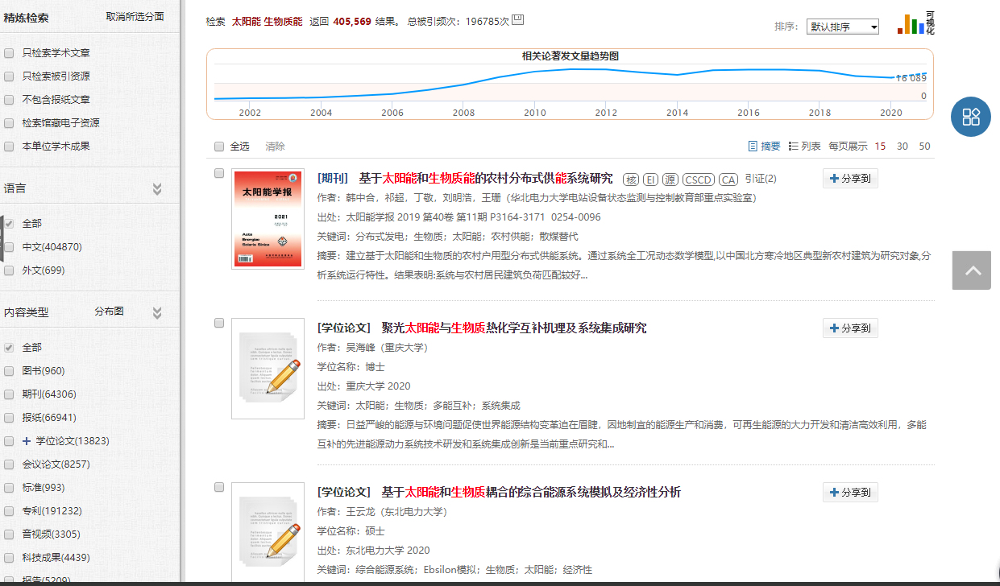 精炼检索 取消所选分面
只检索学术文章
只检索被引资源
不包含报纸文章
检索馆藏电子资源
本单位学术成果
语言
全部
中文(404870)
外文(699)
内容类型 分布图
全部
图书(960)
期刊(64306)
报纸(66941)
学位论文(13823)
会议论文(8257)
标准(993)
专利(191232)
音视频(3305)
科技成果(4439)
报告(5209)
检索 太阳能 生物质能 返回 405,569 结果。 总被引频次：196785次
排序： 默认排序
可视化
相关论著发文量趋势图
16 089
0
2002 2004 2006 2008 2010 2012 2014 2016 2018 2020
全选 清除 摘要 列表 每页展示 15 30 50
太阳能学报
2021
Acta
Energiae
Solaris Sinica
[期刊] 基于太阳能和生物质能的农村分布式供能系统研究 核 EI 源 CSCD CA 引证(2) 分享到
作者：韩中合，祁超，丁敬，刘明浩，王珊（华北电力大学电站设备状态监测与控制教育部重点实验室）
出处：太阳能学报 2019 第40卷 第11期 P3164-3171 0254-0096
关键词：分布式发电；生物质；太阳能；农村供能；散煤替代
摘要：建立基于太阳能和生物质的农村户用型分布式供能系统。通过系统全工况动态数学模型,以中国北方寒冷地区典型新农村建筑为研究对象,分
析系统运行特性。结果表明:系统与农村居民建筑负荷匹配较好...
[学位论文] 聚光太阳能与生物质热化学互补机理及系统集成研究 分享到
作者：吴海峰（重庆大学）
学位名称：博士
出处：重庆大学 2020
关键词：太阳能；生物质；多能互补；系统集成
摘要：日益严峻的能源与环境问题促使世界能源结构变革迫在眉睫，因地制宜的能源生产和消费，可再生能源的大力开发和清洁高效利用，多能
互补的先进能源动力系统技术研发和系统集成创新是当前重点研究和...
[学位论文] 基于太阳能和生物质耦合的综合能源系统模拟及经济性分析 分享到
作者：王云龙（东北电力大学）
学位名称：硕士
出处：东北电力大学 2020
关键词：综合能源系统；Ebsilon模拟；生物质；太阳能；经济性